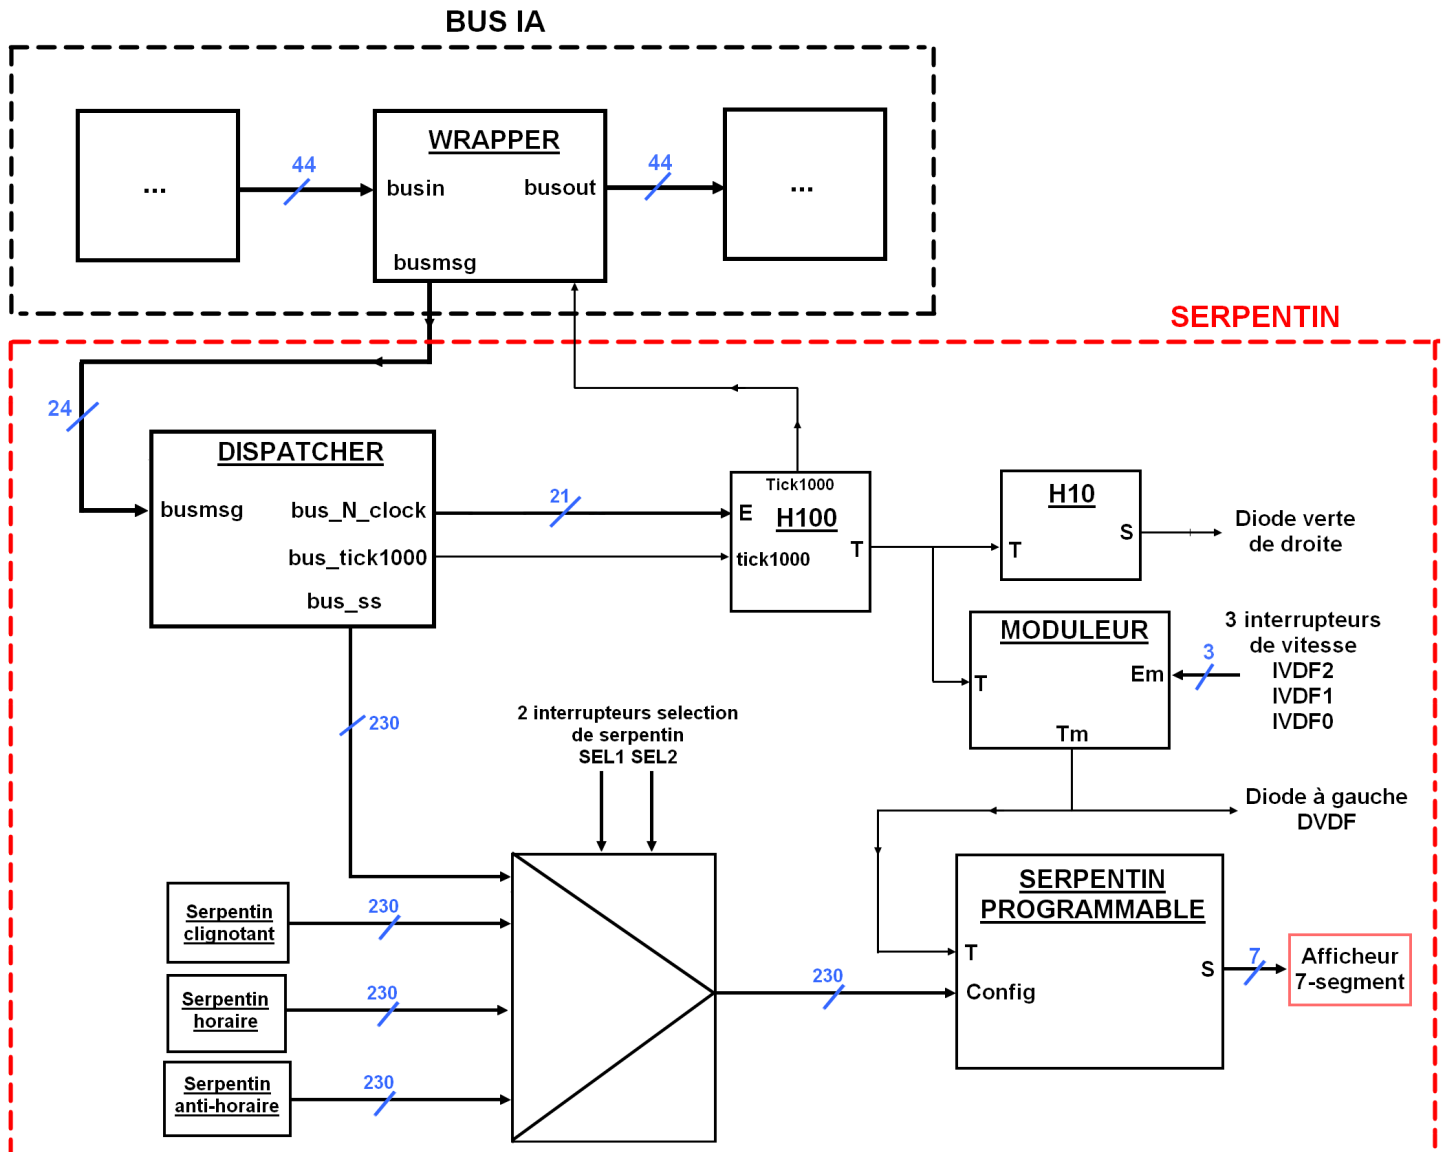 BUS IA
WRAPPER
44
44
busin
busout
...
...
busmsg
SERPENTIN
24
DISPATCHER
busmsg
bus_N_clock
21
bus_tick1000
bus_ss
Tick1000
E
H100
T
tick1000
H10
S
T
Diode verte
de droite
MODULEUR
T
Em
Tm
3
3 interrupteurs
de vitesse
IVDF2
IVDF1
IVDF0
230
2 interrupteurs selection
de serpentin
SEL1 SEL2
Diode à gauche
DVDF
Serpentin
clignotant
230
Serpentin
horaire
230
Serpentin
anti-horaire
230
230
SERPENTIN
PROGRAMMABLE
T
Config
S
7
Afficheur
7-segment